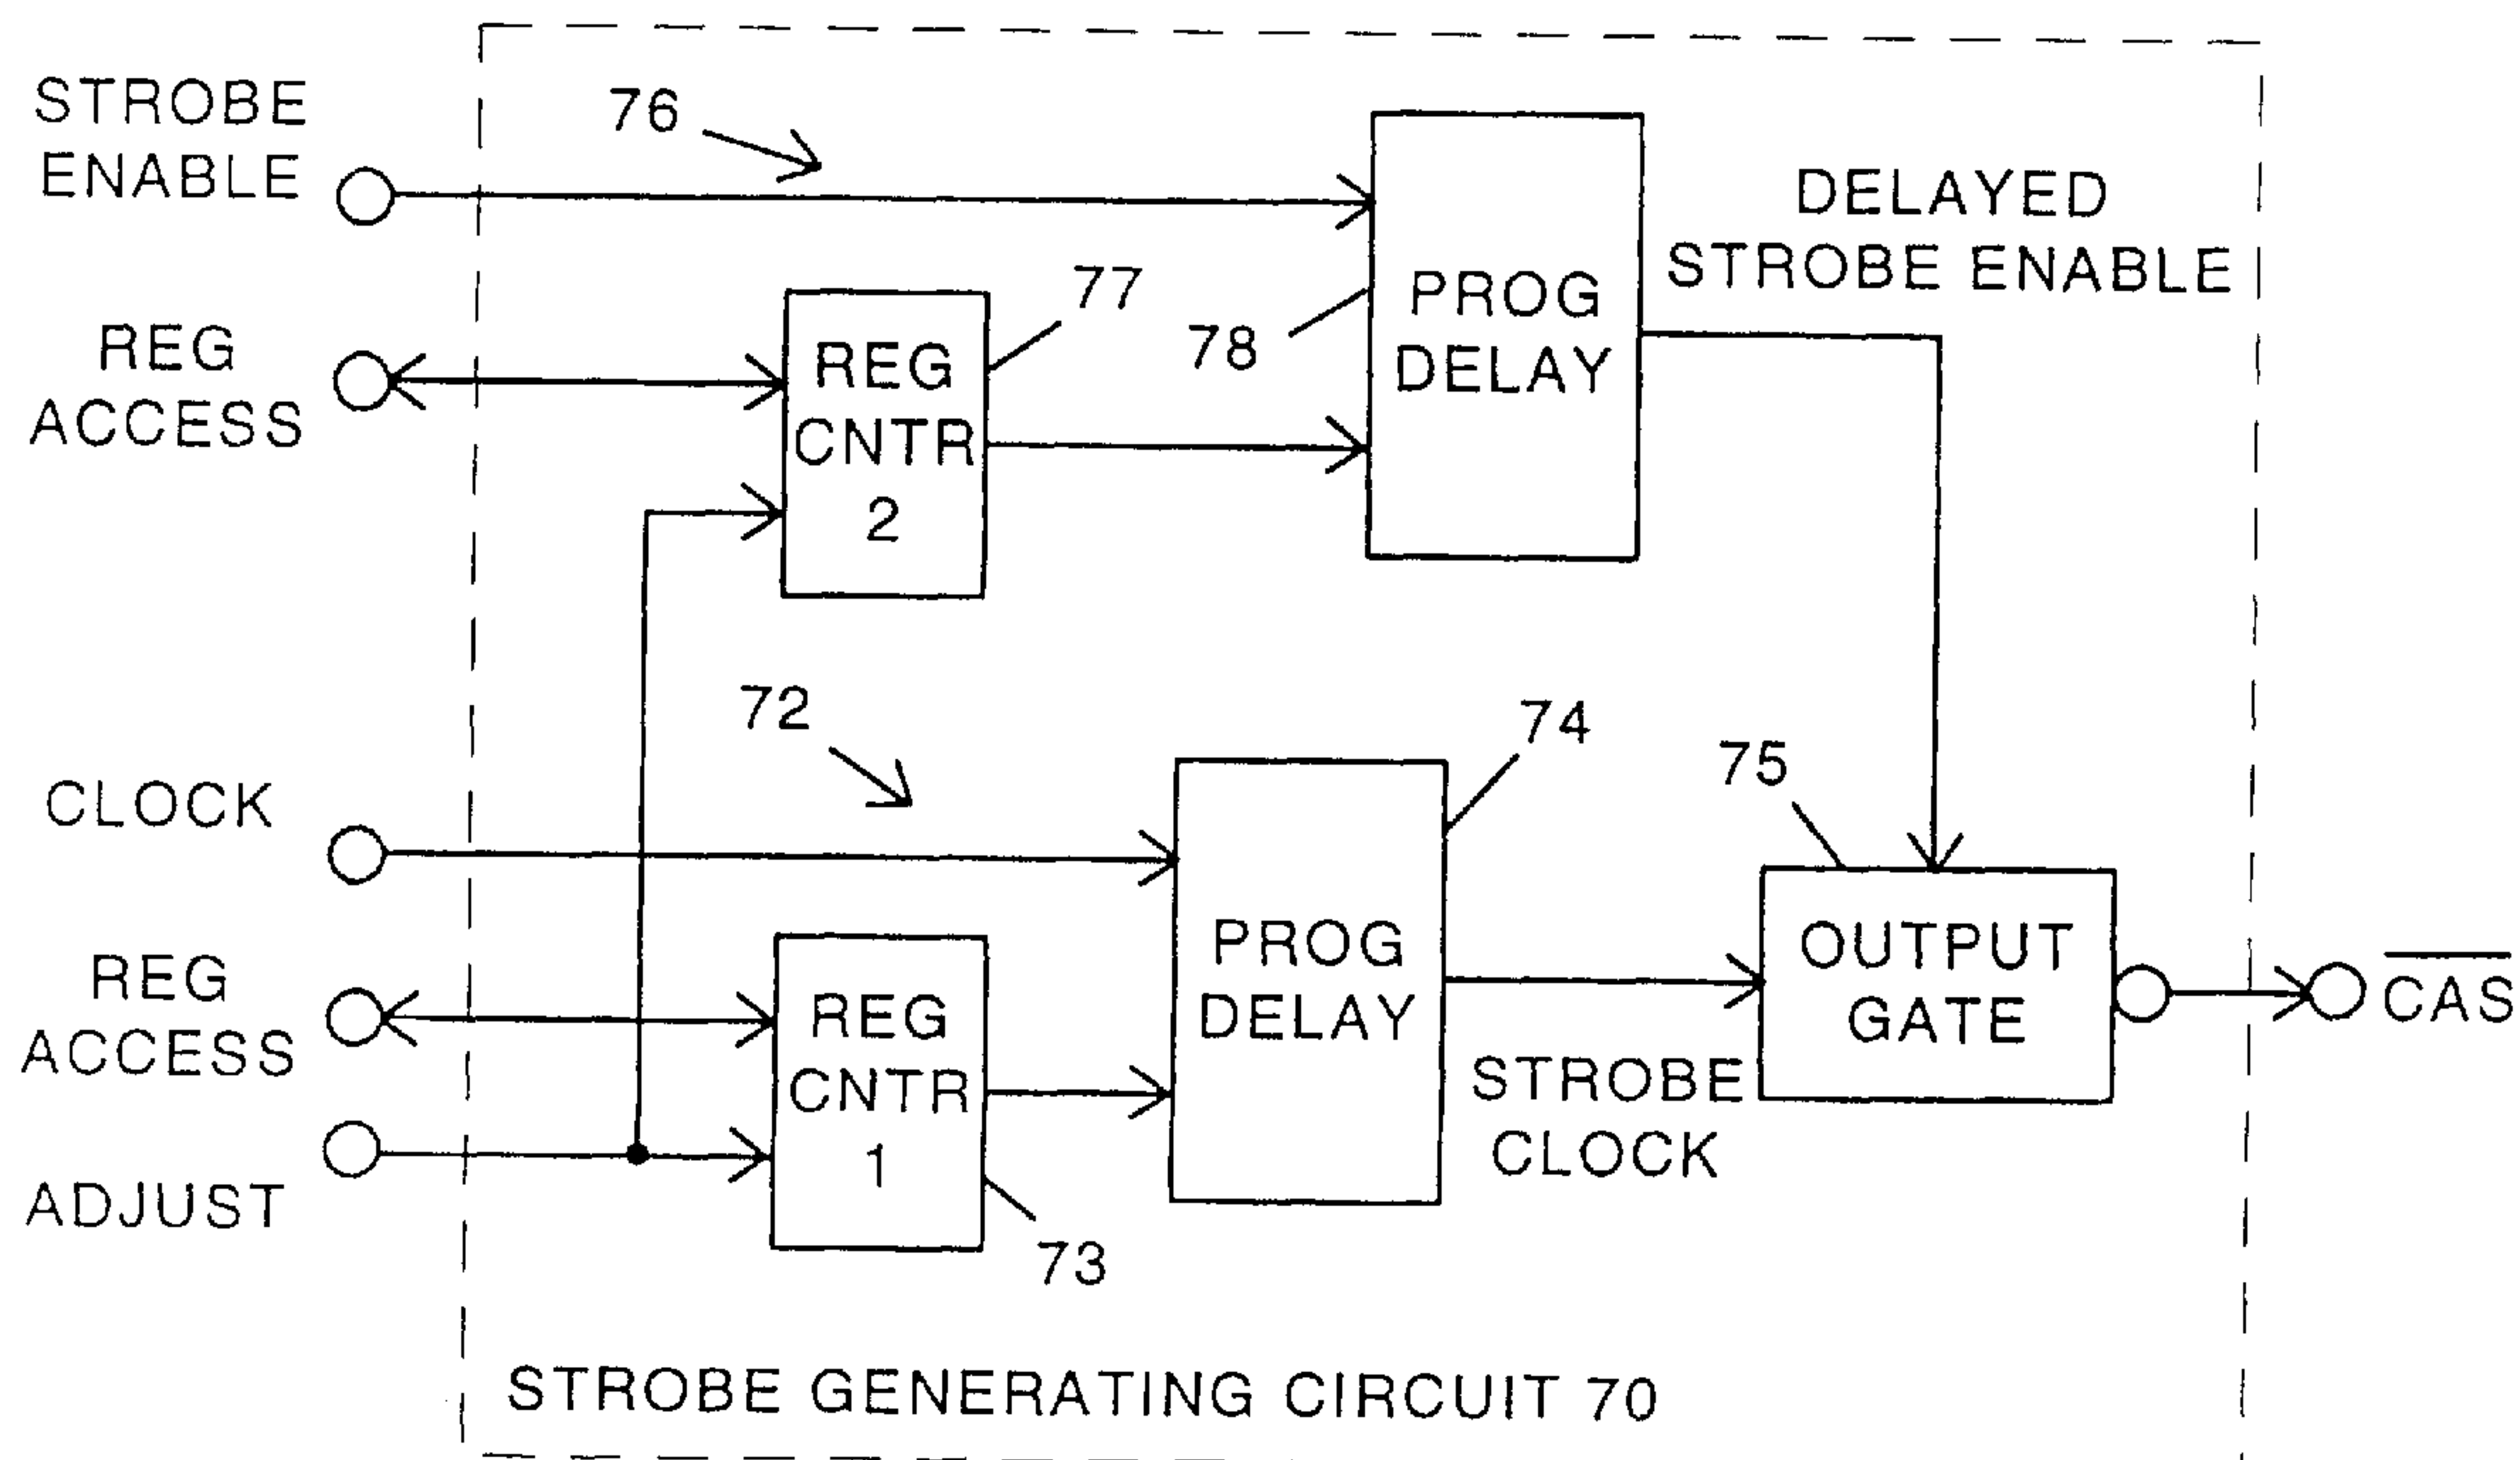 STROBE
ENABLE
76
DELAYED
STROBE ENABLE
REG
ACCESS
REG
CNTR
2
77
78
PROG
DELAY
72
74
75
CLOCK
REG
ACCESS
ADJUST
REG
CNTR
1
73
PROG
DELAY
STROBE
CLOCK
OUTPUT
GATE
CAS
STROBE GENERATING CIRCUIT 70